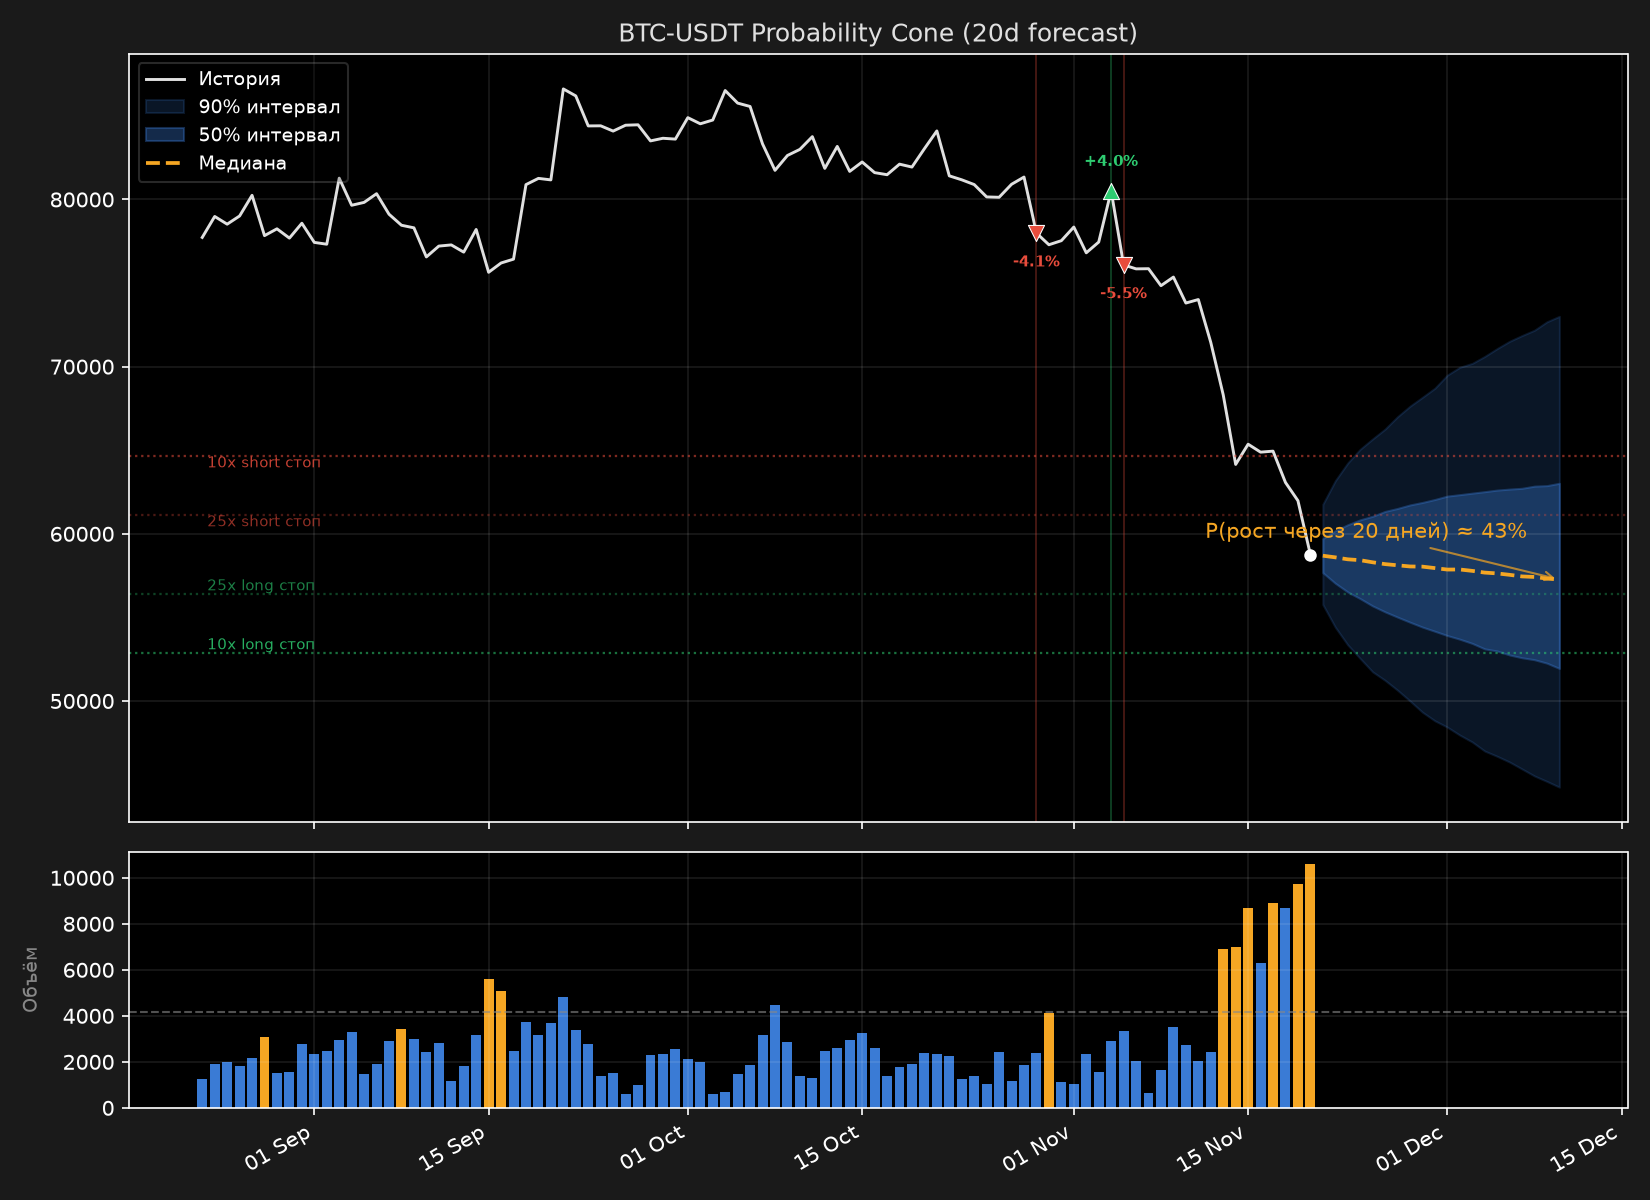 BTC-USDT Probability Cone (20d forecast)
История
90% интервал
50% интервал
Медиана
+4.0%
-4.1%
-5.5%
80000
70000
60000
50000
10x short стоп
25x short стоп
P(рост через 20 дней) ≈ 43%
25x long стоп
10x long стоп
Объём
10000
8000
6000
4000
2000
0
01 Sep
15 Sep
01 Oct
15 Oct
01 Nov
15 Nov
01 Dec
15 Dec